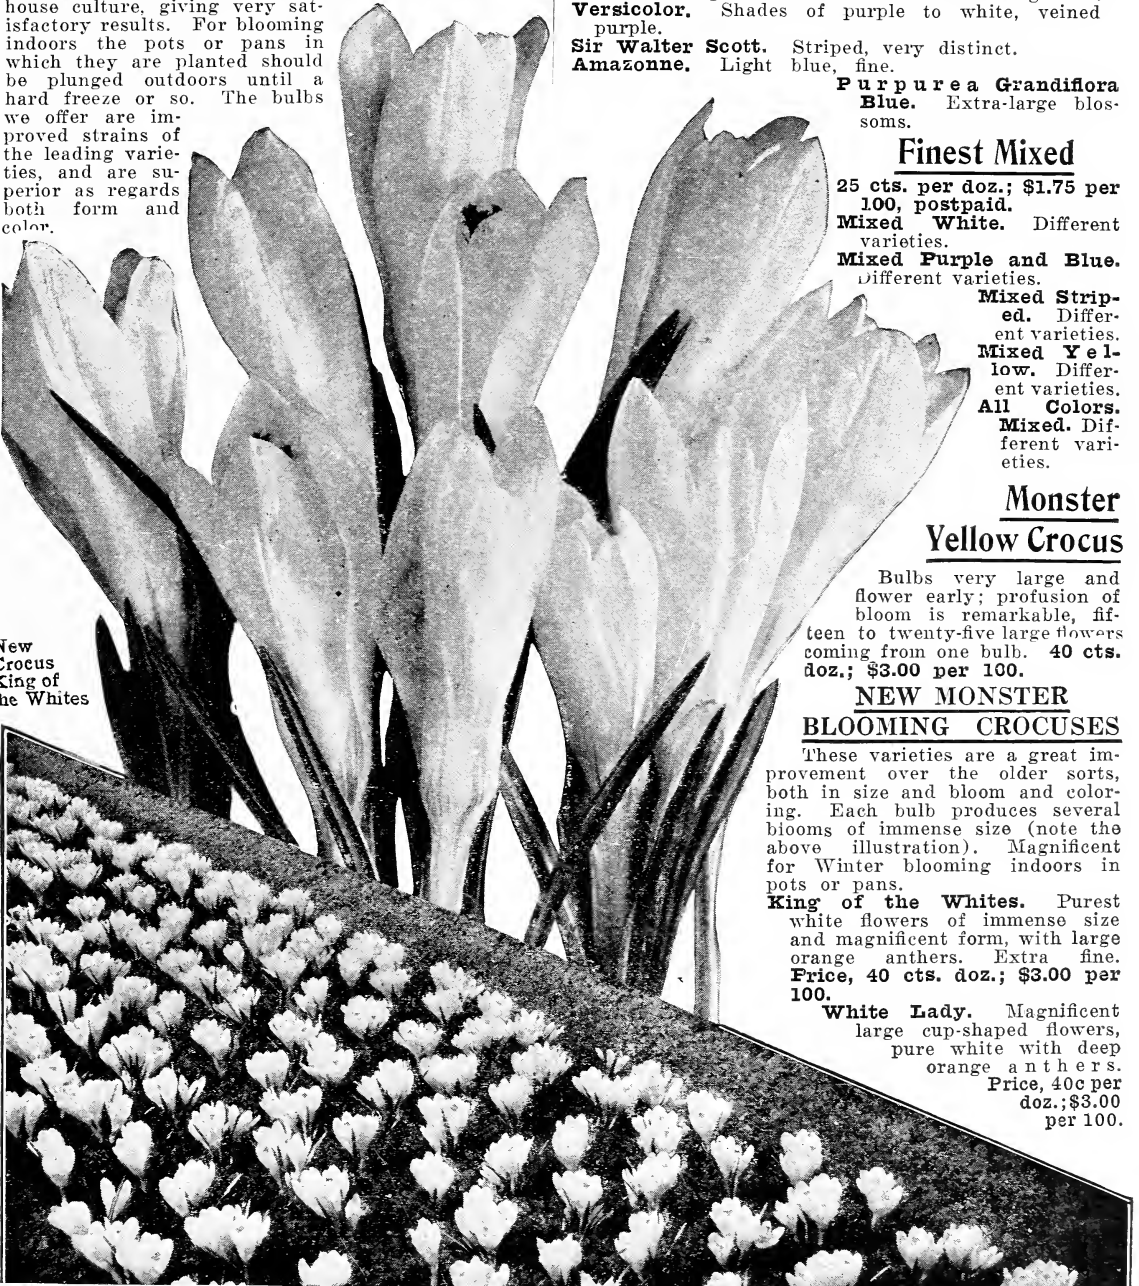 house culture, giving very sat-
isfactory results. For blooming
indoors the pots or pans in
which they are planted should
be plunged outdoors until a
hard freeze or so. The bulbs
we offer are im-
proved strains of
the leading varie-
ties, and are su-
perior as regards
both form and
color.
New
Crocus
King of
the Whites
Versicolor. Shades of purple to white, veined
purple.
Sir Walter Scott. Striped, very distinct.
Amazonne. Light blue, fine.
Purpurea Grandiflora
Blue. Extra-large blos-
soms.
Finest Mixed
25 cts. per doz.; $1.75 per
100, postpaid.
Mixed White. Different
varieties.
Mixed Purple and Blue.
Different varieties.
Mixed Strip-
ed. Differ-
ent varieties.
Mixed Yel-
low. Differ-
ent varieties.
All Colors.
Mixed. Dif-
ferent vari-
eties.
Monster
Yellow Crocus
Bulbs very large and
flower early; profusion of
bloom is remarkable, fif-
teen to twenty-five large flowers
coming from one bulb. 40 cts.
doz.; $3.00 per 100.
NEW MONSTER
BLOOMING CROCUSES
These varieties are a great im-
provement over the older sorts,
both in size and bloom and color-
ing. Each bulb produces several
blooms of immense size (note the
above illustration). Magnificent
for Winter blooming indoors in
pots or pans.
King of the Whites. Purest
white flowers of immense size
and magnificent form, with large
orange anthers. Extra fine.
Price, 40 cts. doz.; $3.00 per
100.
White Lady. Magnificent
large cup-shaped flowers,
pure white with deep
orange anthers.
Price, 40c per
doz.; $3.00
per 100.